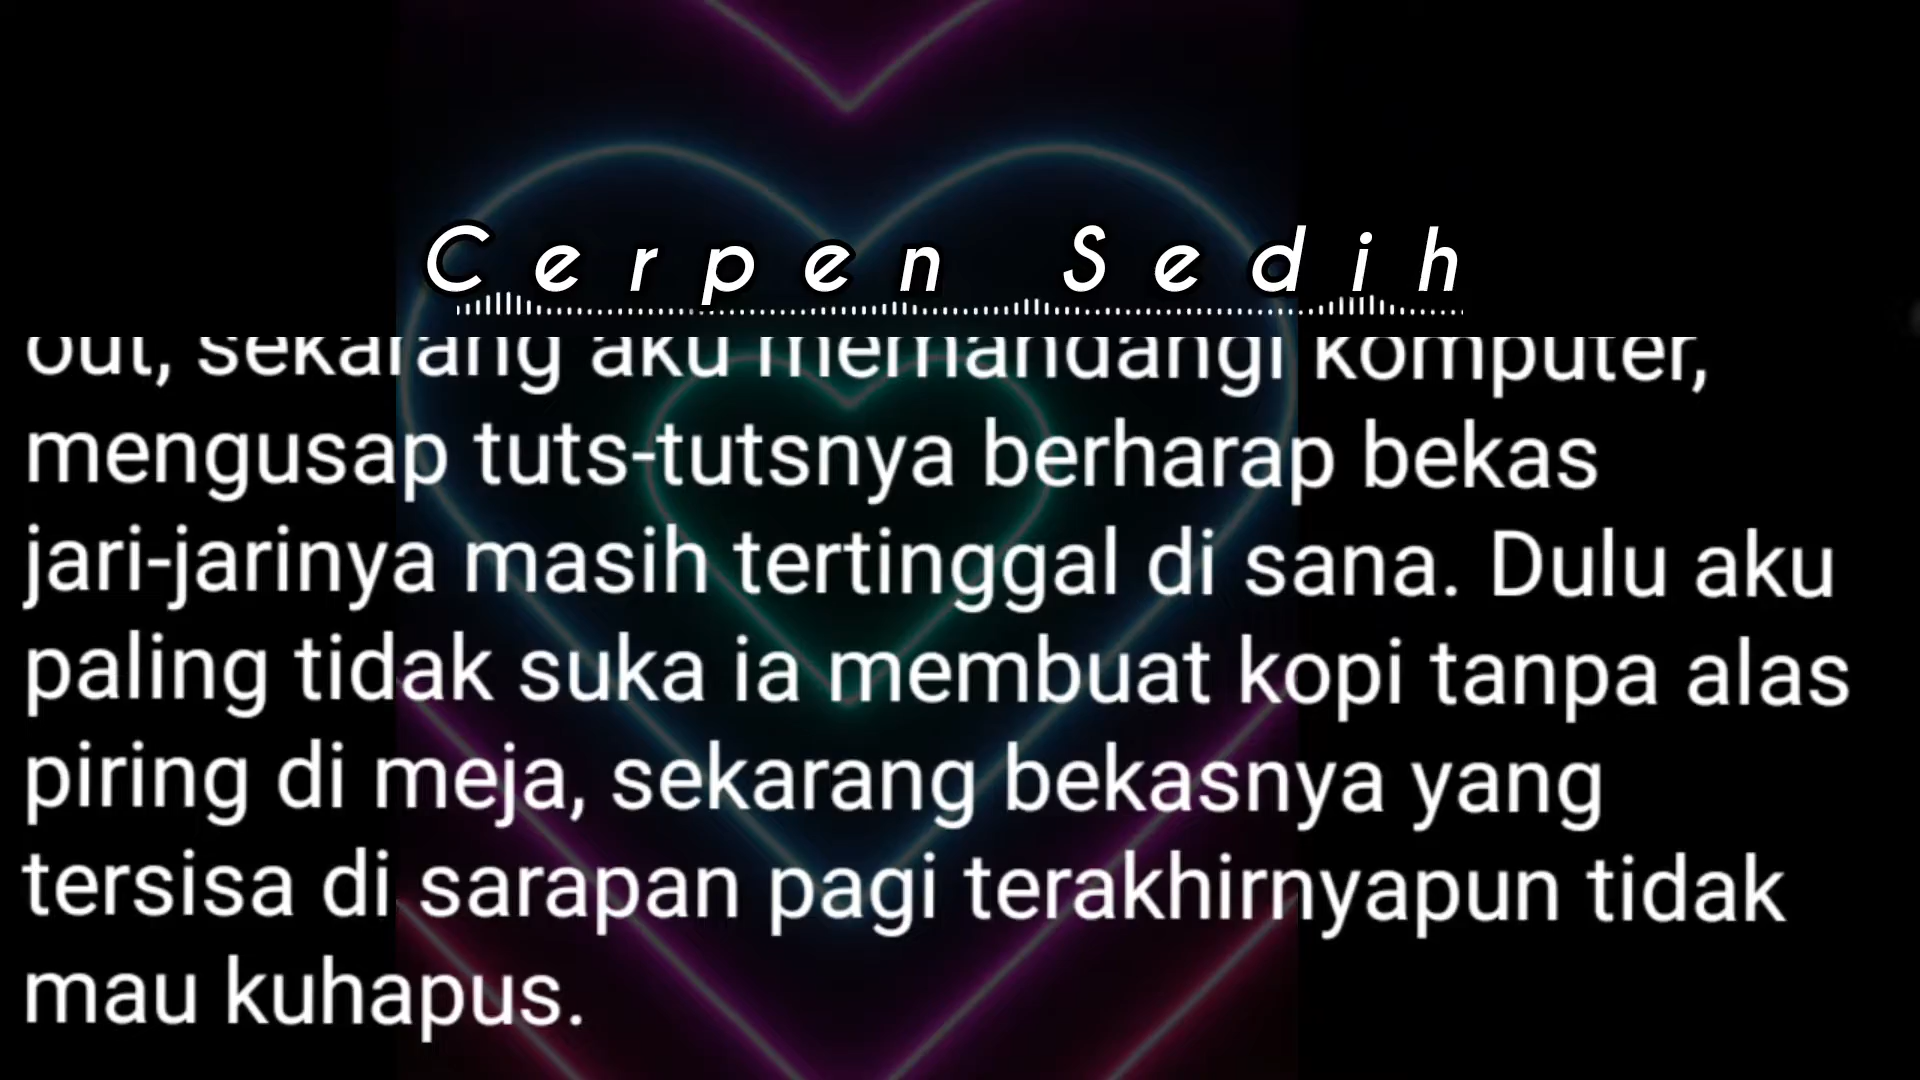 Cerpen Sedih
out, sekarang aku memandangi komputer,
mengusap tuts-tutsnya berharap bekas
jari-jarinya masih tertinggal di sana. Dulu aku
paling tidak suka ia membuat kopi tanpa alas
piring di meja, sekarang bekasnya yang
tersisa di sarapan pagi terakhirnyapun tidak
mau kuhapus.